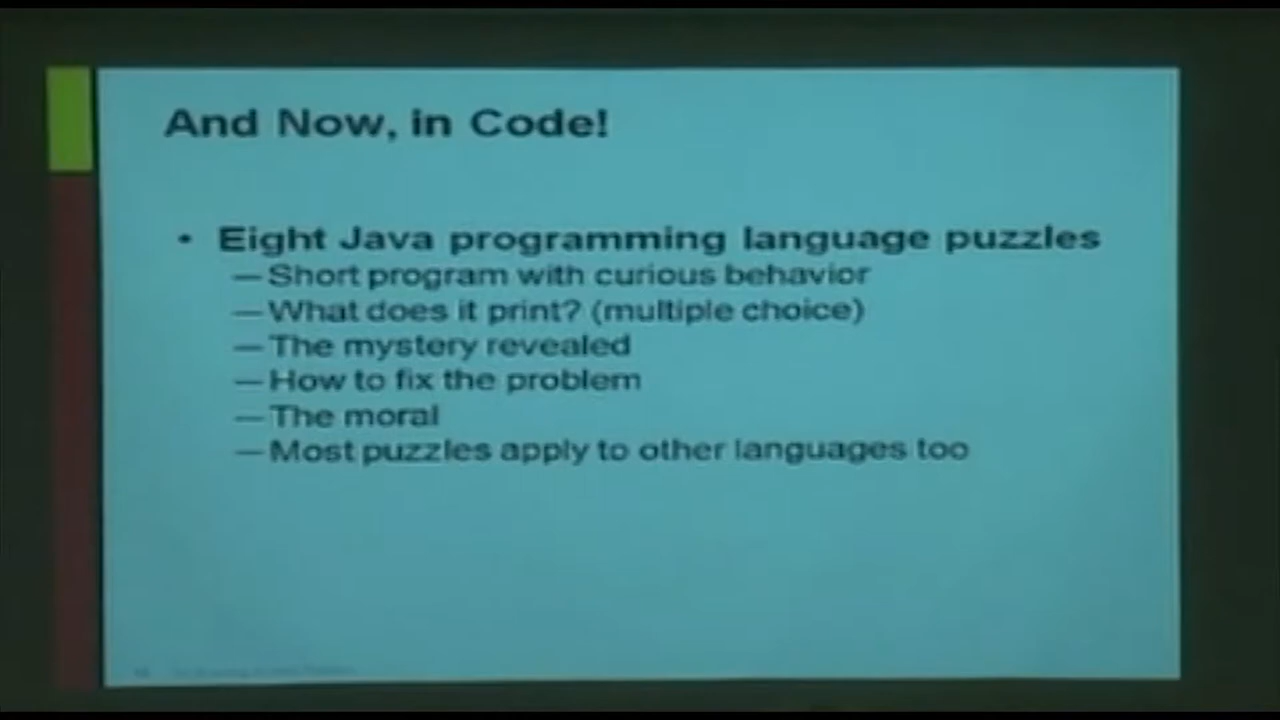 And Now, in Code!
• Eight Java programming language puzzles
— Short program with curious behavior
— What does it print? (multiple choice)
— The mystery revealed
— How to fix the problem
— The moral
— Most puzzles apply to other languages too